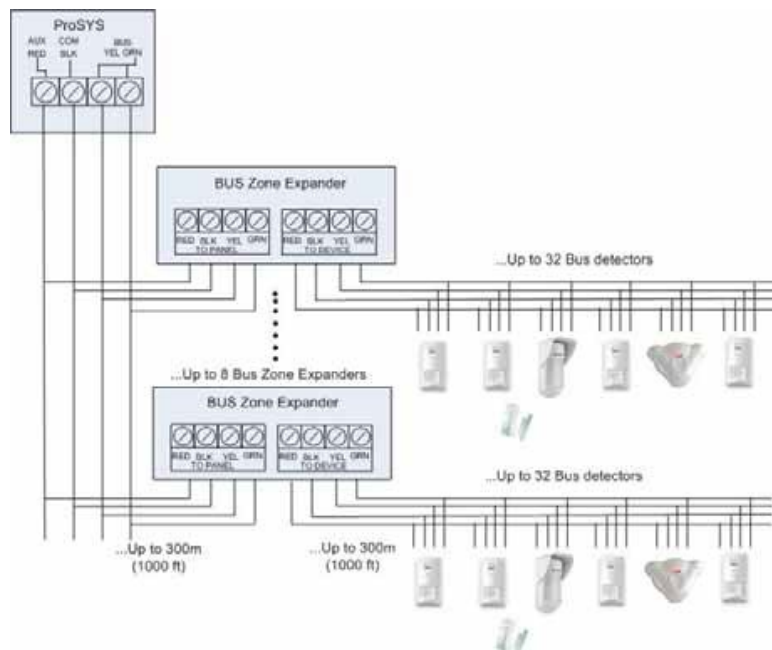 ProSYS
AUX COM BUS
RED BLK YEL GRN
BUS Zone Expander
RED BLK YEL GRN RED BLK YEL GRN
TO PANEL TO DEVICE
...Up to 32 Bus detectors
...Up to 8 Bus Zone Expanders
BUS Zone Expander
RED BLK YEL GRN RED BLK YEL GRN
TO PANEL TO DEVICE
...Up to 32 Bus detectors
...Up to 300m ...Up to 300m
(1000 ft) (1000 ft)